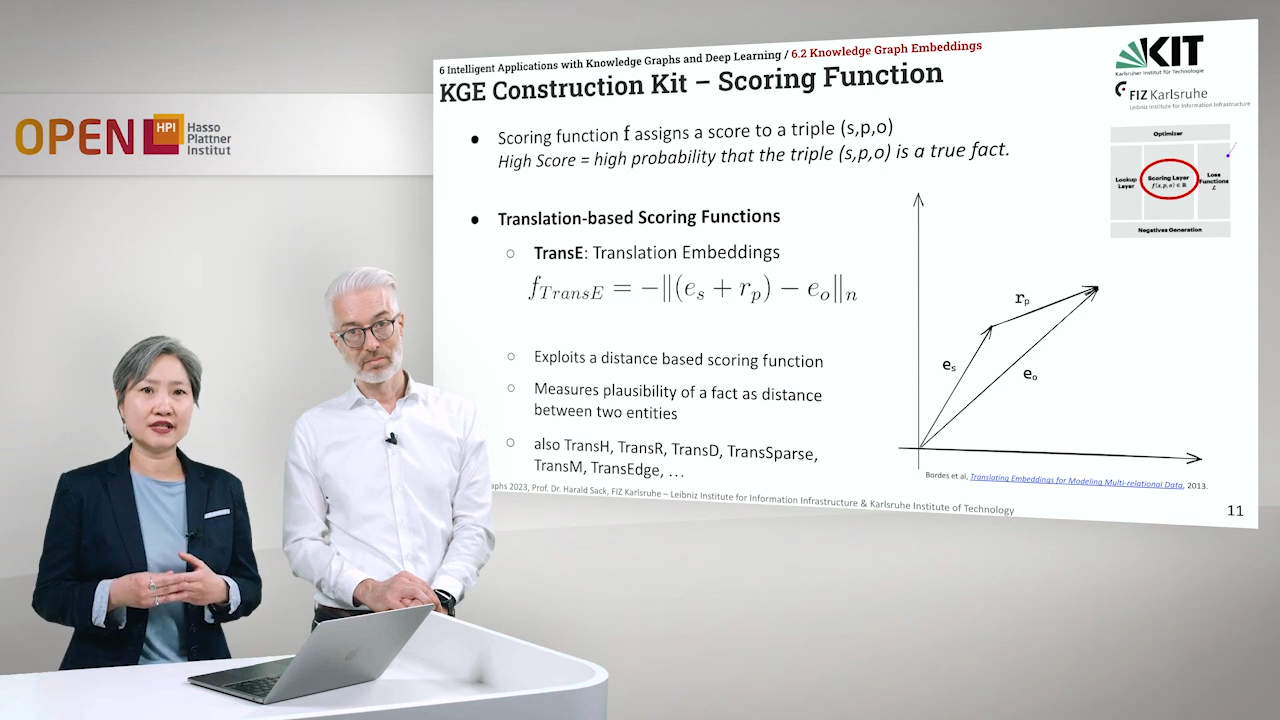 OPEN HPI Hasso
Plattner
Institut
6 Intelligent Applications with Knowledge Graphs and Deep Learning / 6.2 Knowledge Graph Embeddings
KGE Construction Kit – Scoring Function
KIT
Karlsruher Institut für Technologie
FIZ Karlsruhe
Leibniz Institute for Information Infrastructure
● Scoring function f assigns a score to a triple (s,p,o)
High Score = high probability that the triple (s,p,o) is a true fact.
Optimizer
Lookup
Layer
Scoring Layer
f(s, p, o) ∈ ℝ
Loss
Functions
ℒ
Negatives Generation
● Translation-based Scoring Functions
○ TransE: Translation Embeddings
f_TransE = −‖(e_s + r_p) − e_o‖_n
○ Exploits a distance based scoring function
○ Measures plausibility of a fact as distance
between two entities
○ also TransH, TransR, TransD, TransSparse,
TransM, TransEdge, …
r_p
e_s
e_o
Bordes et al, Translating Embeddings for Modeling Multi-relational Data, 2013.
2023, Prof. Dr. Harald Sack, FIZ Karlsruhe – Leibniz Institute for Information Infrastructure & Karlsruhe Institute of Technology
11